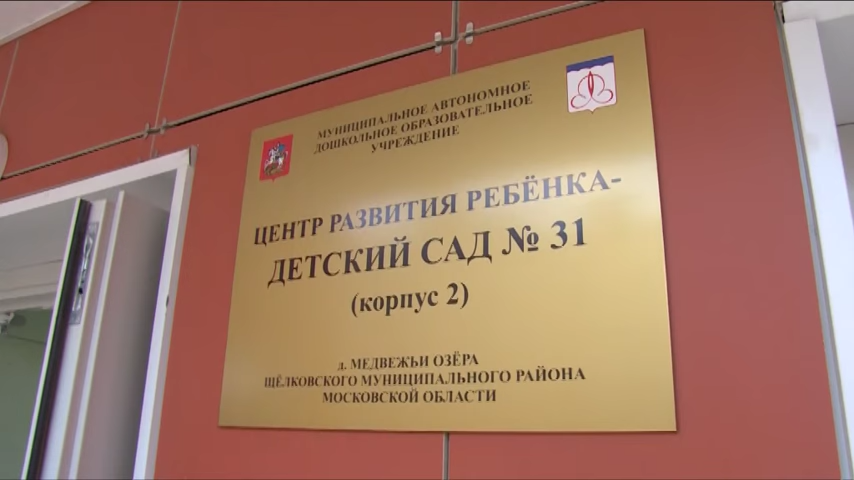 МУНИЦИПАЛЬНОЕ АВТОНОМНОЕ
ДОШКОЛЬНОЕ ОБРАЗОВАТЕЛЬНОЕ
УЧРЕЖДЕНИЕ
ЦЕНТР РАЗВИТИЯ РЕБЁНКА-
ДЕТСКИЙ САД № 31
(корпус 2)
д. МЕДВЕЖЬИ ОЗЁРА
ЩЁЛКОВСКОГО МУНИЦИПАЛЬНОГО РАЙОНА
МОСКОВСКОЙ ОБЛАСТИ